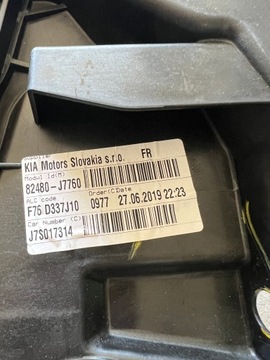 KIA Motors Slovakia s.r.o. FR
Modul Id(M)
82480-J7760
ALC code Order(C)Date
F76 D337J10 0977 27.06.2019 22:23
Car Number (C)
J7S017314